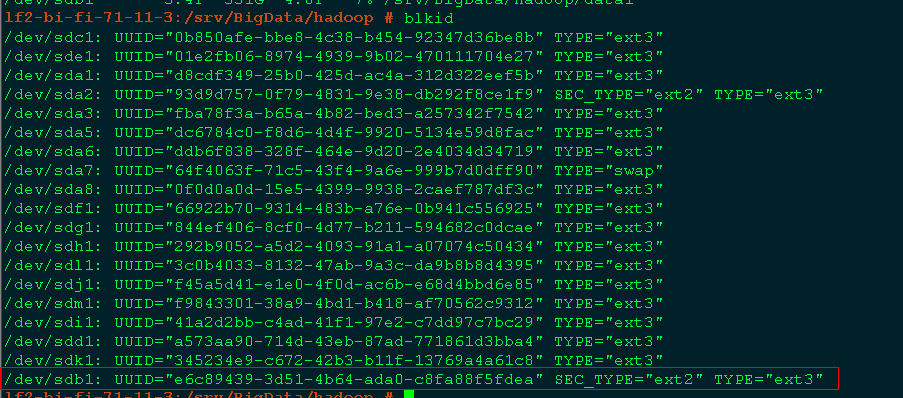 lf2-bi-fi-71-11-3:/srv/BigData/hadoop # blkid
/dev/sdc1: UUID="0b850afe-bbe8-4c38-b454-92347d36be8b" TYPE="ext3"
/dev/sde1: UUID="01e2fb06-8974-4939-9b02-470111704e27" TYPE="ext3"
/dev/sda1: UUID="d8cdf349-25b0-425d-ac4a-312d322eef5b" TYPE="ext3"
/dev/sda2: UUID="93d9d757-0f79-4831-9e38-db292f8ce1f9" SEC_TYPE="ext2" TYPE="ext3"
/dev/sda3: UUID="fba78f3a-b65a-4b82-bed3-a257342f7542" TYPE="ext3"
/dev/sda5: UUID="dc6784c0-f8d6-4d4f-9920-5134e59d8fac" TYPE="ext3"
/dev/sda6: UUID="ddb6f838-328f-464e-9d20-2e4034d34719" TYPE="ext3"
/dev/sda7: UUID="64f4063f-71c5-43f4-9a6e-999b7d0dff90" TYPE="swap"
/dev/sda8: UUID="0f0d0a0d-15e5-4399-9938-2caef787df3c" TYPE="ext3"
/dev/sdf1: UUID="66922b70-9314-483b-a76e-0b941c556925" TYPE="ext3"
/dev/sdg1: UUID="844ef406-8cf0-4d77-b211-594682c0dcae" TYPE="ext3"
/dev/sdh1: UUID="292b9052-a5d2-4093-91a1-a07074c50434" TYPE="ext3"
/dev/sdl1: UUID="3c0b4033-8132-47ab-9a3c-da9b8b8d4395" TYPE="ext3"
/dev/sdj1: UUID="f45a5d41-e1e0-4f0d-ac6b-e68d4bbd6e85" TYPE="ext3"
/dev/sdm1: UUID="f9843301-38a9-4bd1-b418-af70562c9312" TYPE="ext3"
/dev/sdi1: UUID="41a2d2bb-c4ad-41f1-97e2-c7dd97c7bc29" TYPE="ext3"
/dev/sdd1: UUID="a573aa90-714d-43eb-87ad-771861d3bba4" TYPE="ext3"
/dev/sdk1: UUID="345234e9-c672-42b3-b11f-13769a4a61c8" TYPE="ext3"
/dev/sdb1: UUID="e6c89439-3d51-4b64-ada0-c8fa88f5fdea" SEC_TYPE="ext2" TYPE="ext3"
lf2-bi-fi-71-11-3:/srv/BigData/hadoop #